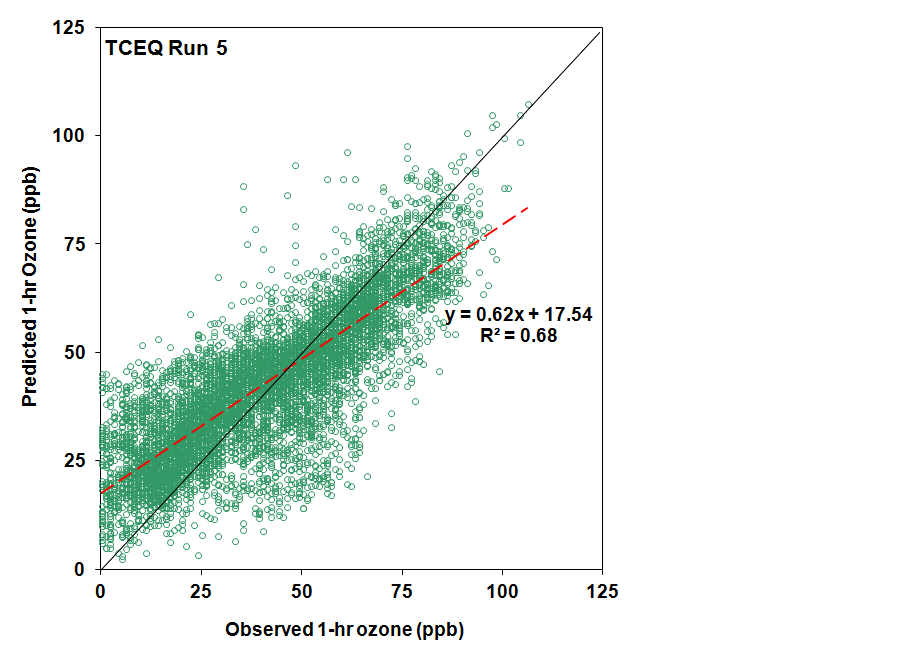 TCEQ Run 5
125
100
75
50
25
0
0 25 50 75 100 125
Predicted 1-hr Ozone (ppb)
Observed 1-hr ozone (ppb)
y = 0.62x + 17.54
R² = 0.68